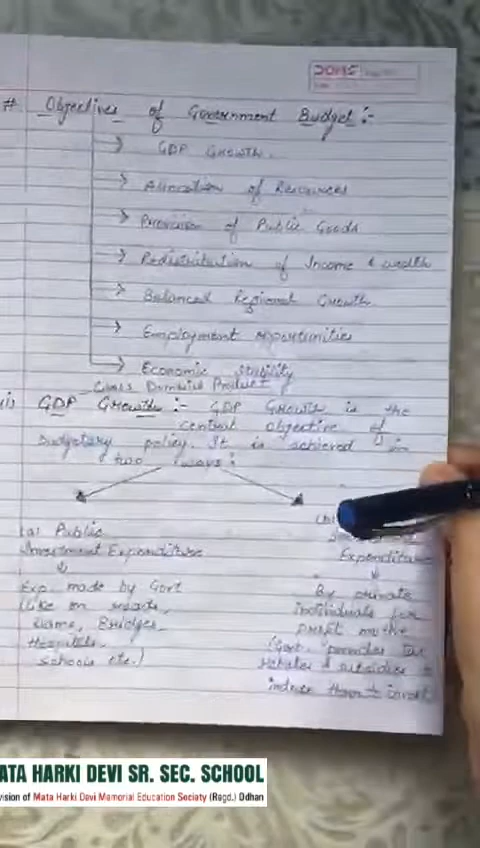 # Objectives of Government Budget :-
→ GDP Growth.
→ Allocation of Resources
→ Provision of Public Goods
→ Redistribution of Income & wealth
→ Balanced Regional Growth
→ Employment opportunities
→ Economic Stability
Gross Domestic Product
GDP Growth :- GDP Growth is the
central objective of
Budgetary policy. It is achieved in
two ways :
(a) Public
Investment Expenditure
Exp. made by Govt
like on roads,
Dams, Bridges,
Hospitals,
Schools etc.)
Expenditure
By private
individuals for
profit
(Govt. provides Tax
rebates & subsidies to
induce them to invest
ATA HARKI DEVI SR. SEC. SCHOOL
vision of Mata Harki Devi Memorial Education Society (Regd.) Odhan